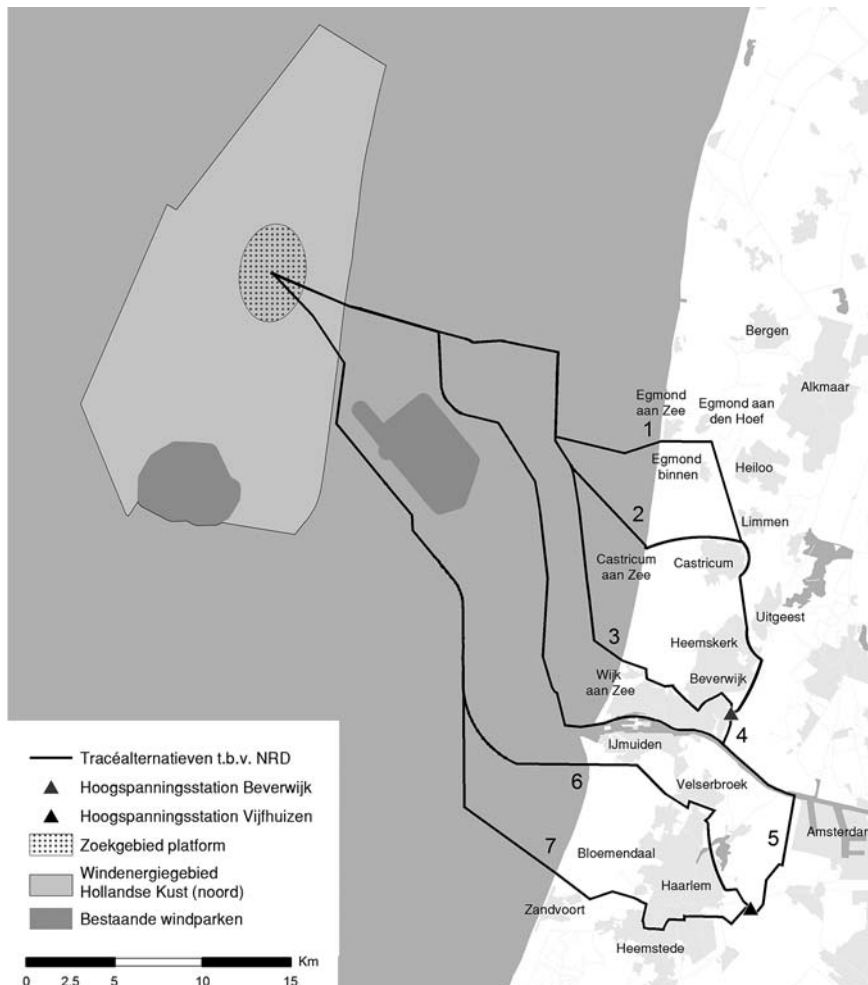 Bergen
Alkmaar
Egmond
aan Zee
Egmond aan
den Hoef
1
Egmond
binnen
Heiloo
2
Limmen
Castricum
aan Zee
Castricum
Uitgeest
3
Heemskerk
Wijk
aan Zee
Beverwijk
4
IJmuiden
6
Velserbroek
5
Amsterdam
7
Bloemendaal
Haarlem
Zandvoort
Heemstede
Tracéalternatieven t.b.v. NRD
Hoogspanningsstation Beverwijk
Hoogspanningsstation Vijfhuizen
Zoekgebied platform
Windenergiegebied
Hollandse Kust (noord)
Bestaande windparken
Km
0 2.5 5 10 15